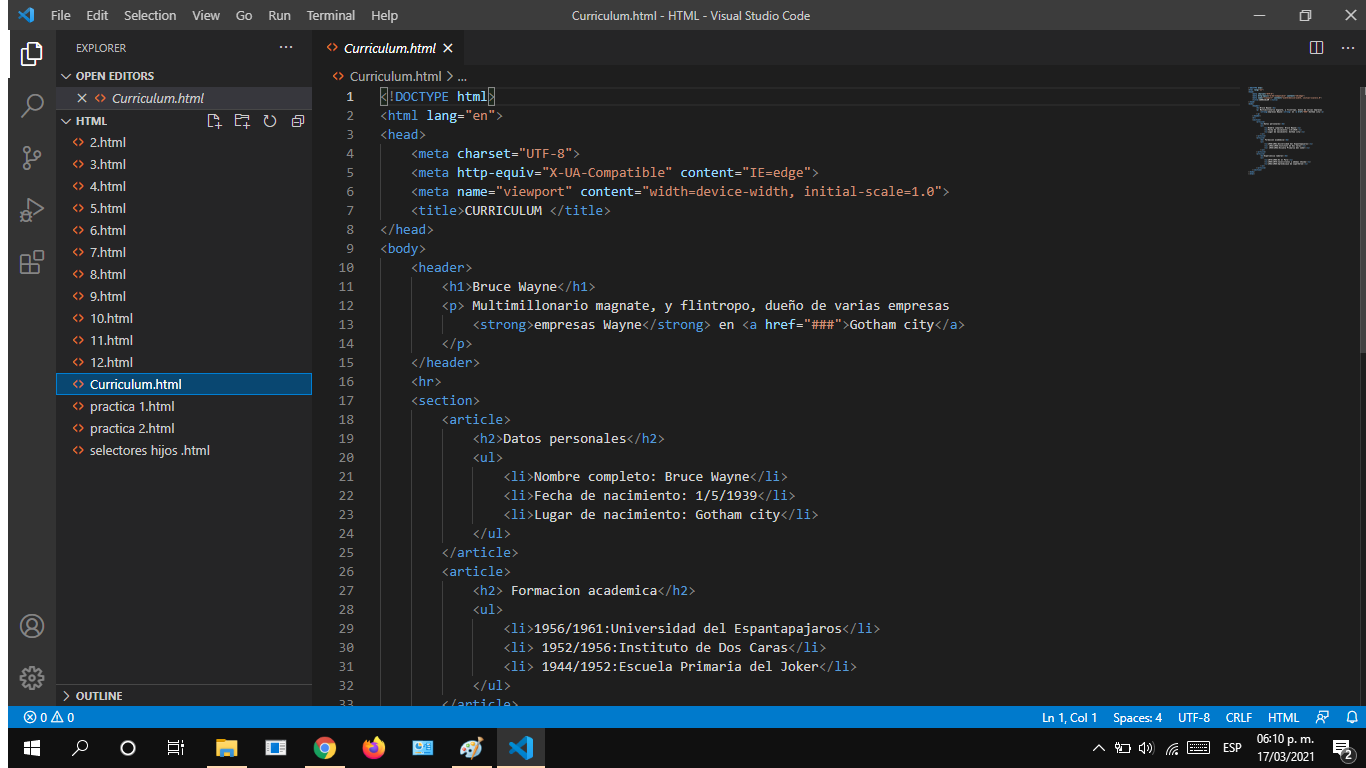 File Edit Selection View Go Run Terminal Help Curriculum.html - HTML - Visual Studio Code
EXPLORER
OPEN EDITORS
Curriculum.html
HTML
2.html
3.html
4.html
5.html
6.html
7.html
8.html
9.html
10.html
11.html
12.html
Curriculum.html
practica 1.html
practica 2.html
selectores hijos .html
OUTLINE
Curriculum.html
Curriculum.html > ...
1 <!DOCTYPE html>
2 <html lang="en">
3 <head>
4     <meta charset="UTF-8">
5     <meta http-equiv="X-UA-Compatible" content="IE=edge">
6     <meta name="viewport" content="width=device-width, initial-scale=1.0">
7     <title>CURRICULUM </title>
8 </head>
9 <body>
10     <header>
11         <h1>Bruce Wayne</h1>
12         <p> Multimillonario magnate, y flintropo, dueño de varias empresas
13             <strong>empresas Wayne</strong> en <a href="###">Gotham city</a>
14         </p>
15     </header>
16     <hr>
17     <section>
18         <article>
19             <h2>Datos personales</h2>
20             <ul>
21                 <li>Nombre completo: Bruce Wayne</li>
22                 <li>Fecha de nacimiento: 1/5/1939</li>
23                 <li>Lugar de nacimiento: Gotham city</li>
24             </ul>
25         </article>
26         <article>
27             <h2> Formacion academica</h2>
28             <ul>
29                 <li>1956/1961:Universidad del Espantapajaros</li>
30                 <li> 1952/1956:Instituto de Dos Caras</li>
31                 <li> 1944/1952:Escuela Primaria del Joker</li>
32             </ul>
33         </article>
0 0 Ln 1, Col 1 Spaces: 4 UTF-8 CRLF HTML
ESP 06:10 p. m.
17/03/2021
2